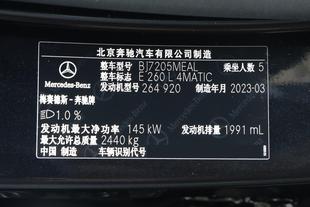 北京奔驰汽车有限公司制造
整车型号 BJ7205MEAL 乘坐人数 5
车型名称 E 260 L 4MATIC
发动机型号 264 920 制造年月 2023-03
Mercedes-Benz
梅赛德斯-奔驰牌
1.0 %
发动机最大净功率 145 kW 发动机排量 1991 mL
最大允许总质量 2440 kg
中国 制造 车辆识别代号